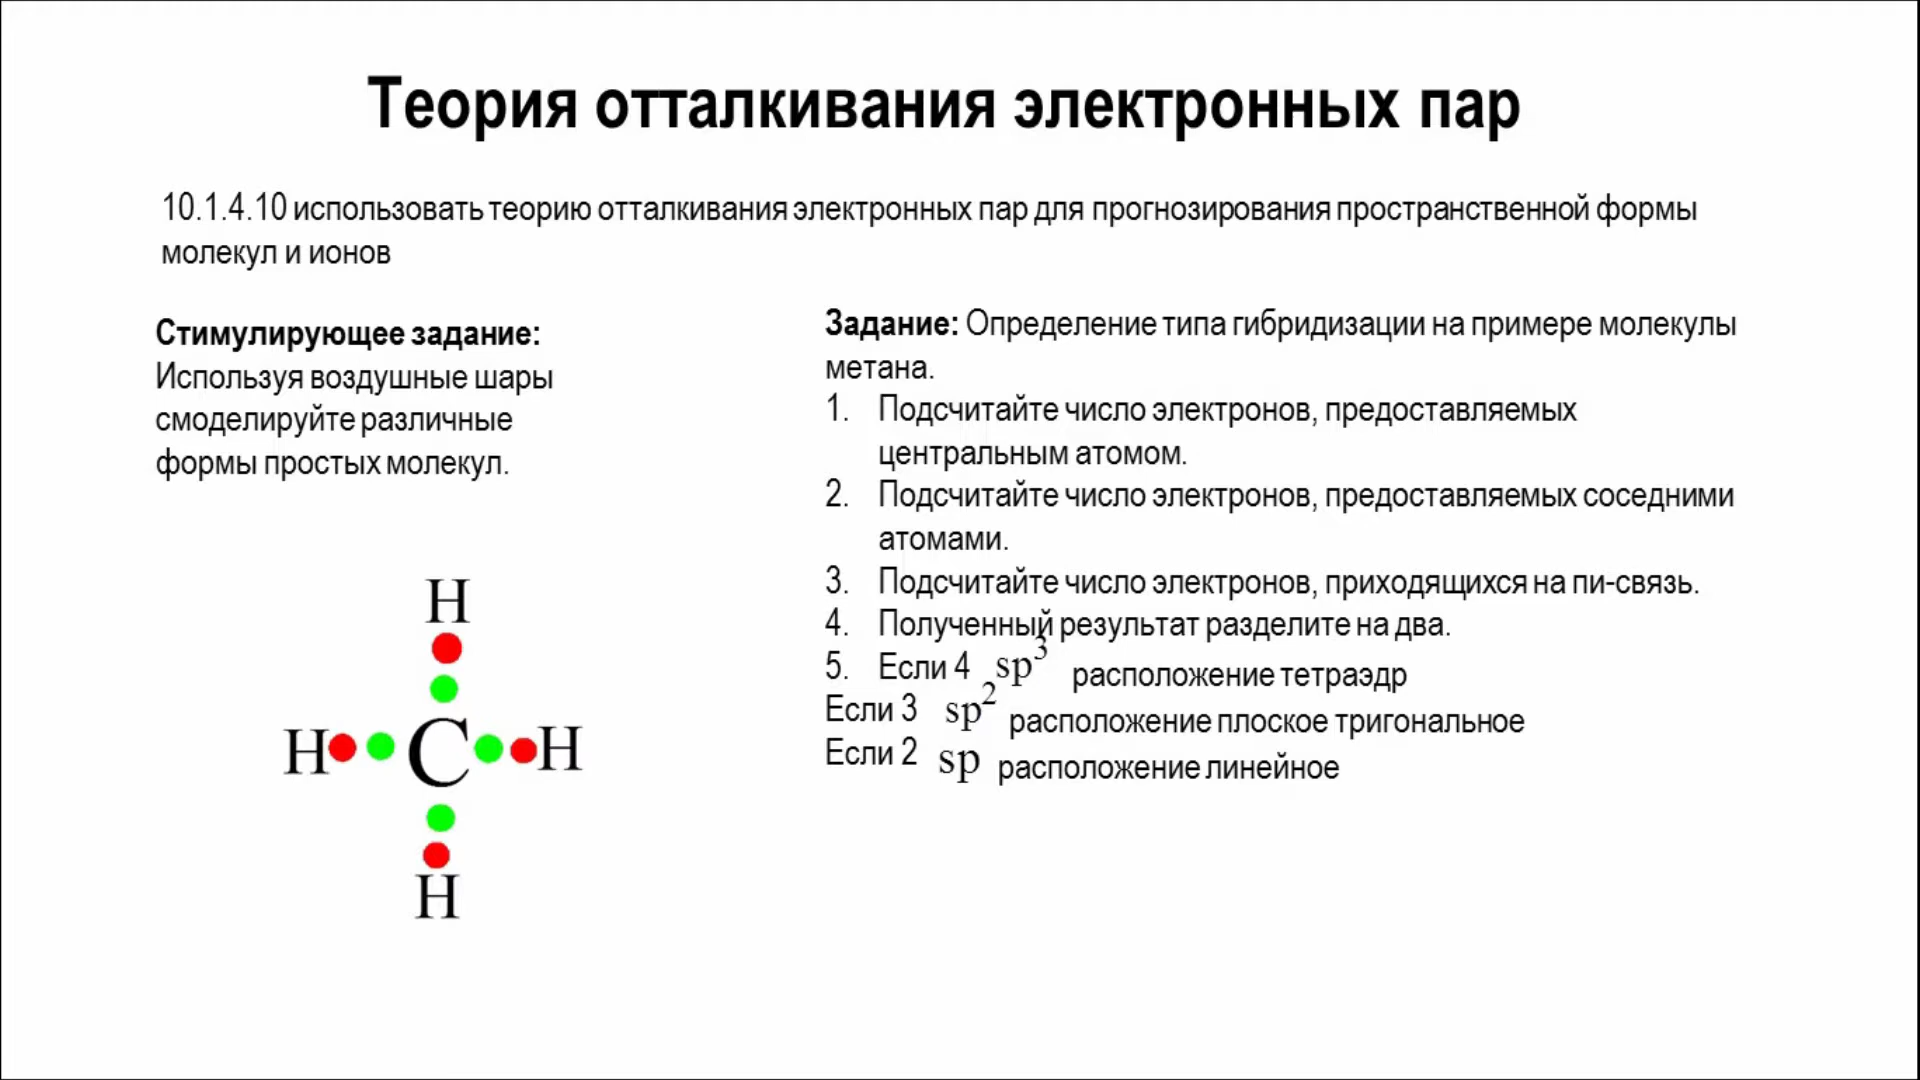 Теория отталкивания электронных пар
10.1.4.10 использовать теорию отталкивания электронных пар для прогнозирования пространственной формы
молекул и ионов
Стимулирующее задание:
Используя воздушные шары
смоделируйте различные
формы простых молекул.
H
H C H
H
Задание: Определение типа гибридизации на примере молекулы
метана.
1. Подсчитайте число электронов, предоставляемых
центральным атомом.
2. Подсчитайте число электронов, предоставляемых соседними
атомами.
3. Подсчитайте число электронов, приходящихся на пи-связь.
4. Полученный результат разделите на два.
5. Если 4 sp³ расположение тетраэдр
Если 3 sp² расположение плоское тригональное
Если 2 sp расположение линейное